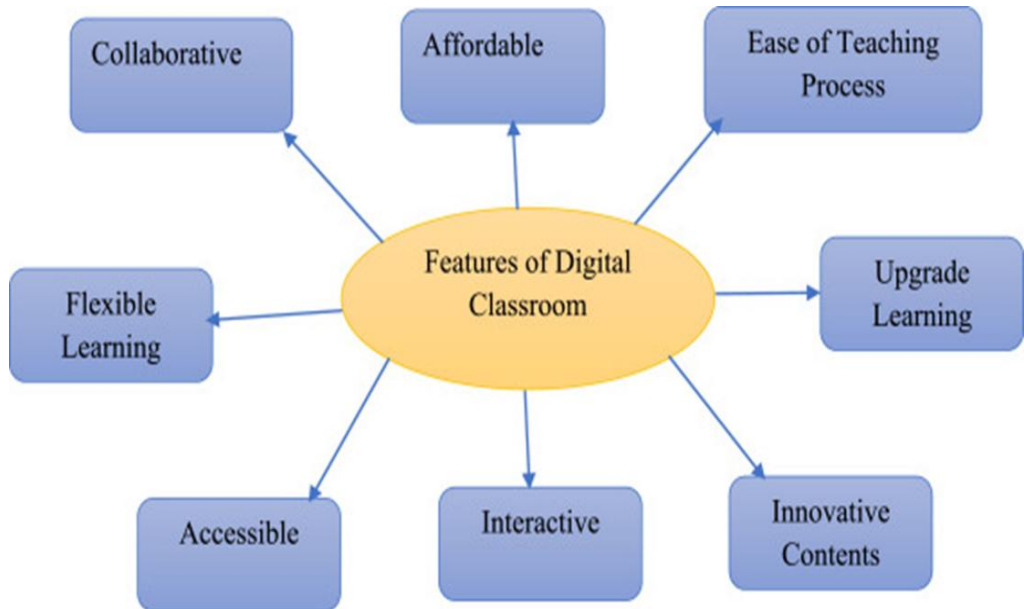 Collaborative
Affordable
Ease of Teaching
Process
Features of Digital
Classroom
Flexible
Learning
Upgrade
Learning
Accessible
Interactive
Innovative
Contents